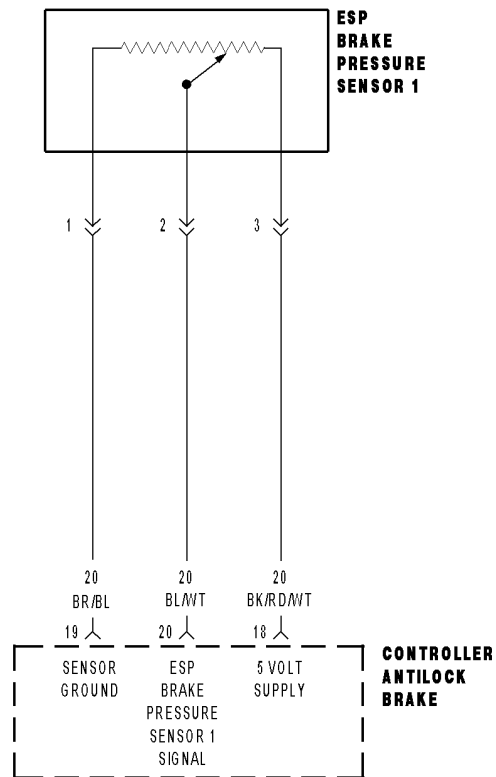 ESP
BRAKE
PRESSURE
SENSOR 1
1 2 3
20 20 20
BR/BL BL/WT BK/RD/WT
19 20 18
SENSOR
GROUND
ESP
BRAKE
PRESSURE
SENSOR 1
SIGNAL
5 VOLT
SUPPLY
CONTROLLER
ANTILOCK
BRAKE